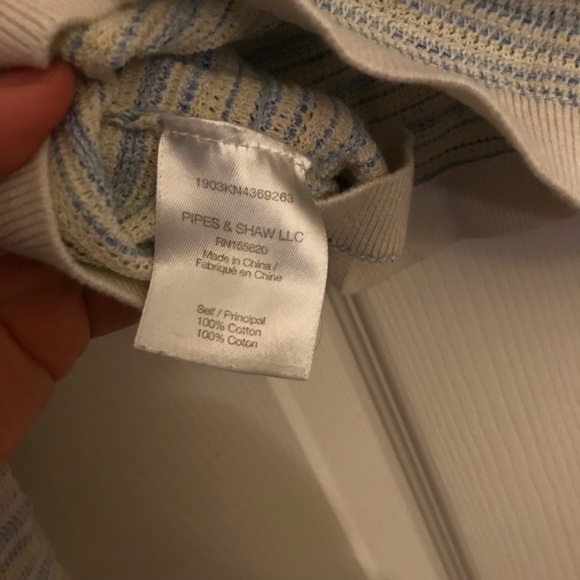 1903KN4369263
PIPES & SHAW LLC
RN155620
Made in China /
Fabriqué en Chine
Self / Principal
100% Cotton
100% Coton